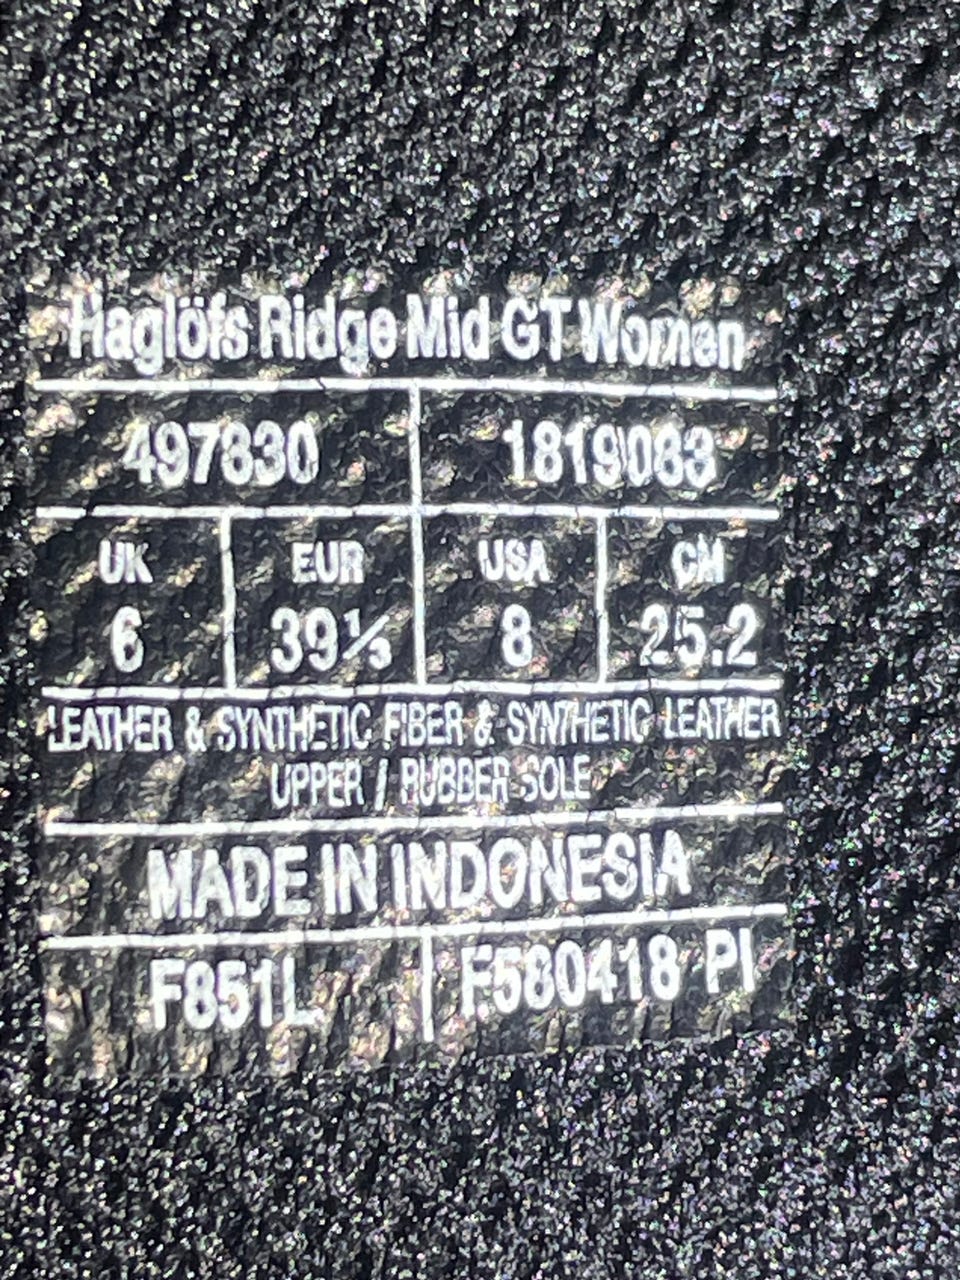 Haglöfs Ridge Mid GT Women
497830 1819083
UK EUR USA CM
6 39⅓ 8 25.2
LEATHER & SYNTHETIC FIBER & SYNTHETIC LEATHER
UPPER / RUBBER SOLE
MADE IN INDONESIA
F851L F580418 PI